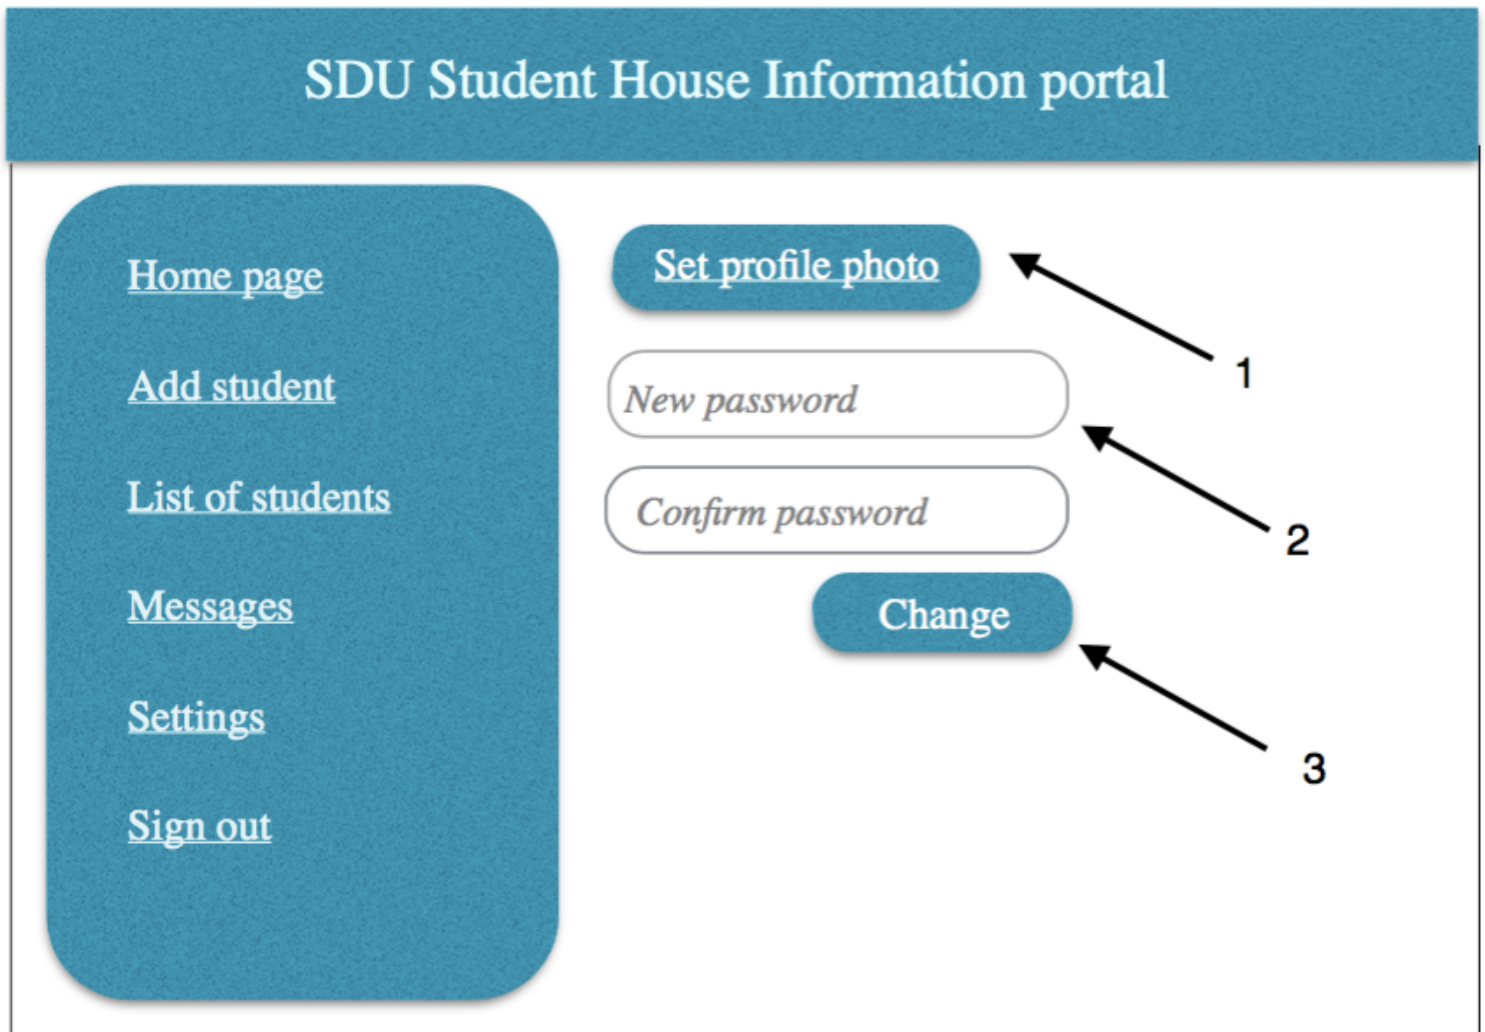 SDU Student House Information portal
Home page
Add student
List of students
Messages
Settings
Sign out
Set profile photo
1
New password
2
Confirm password
Change
3